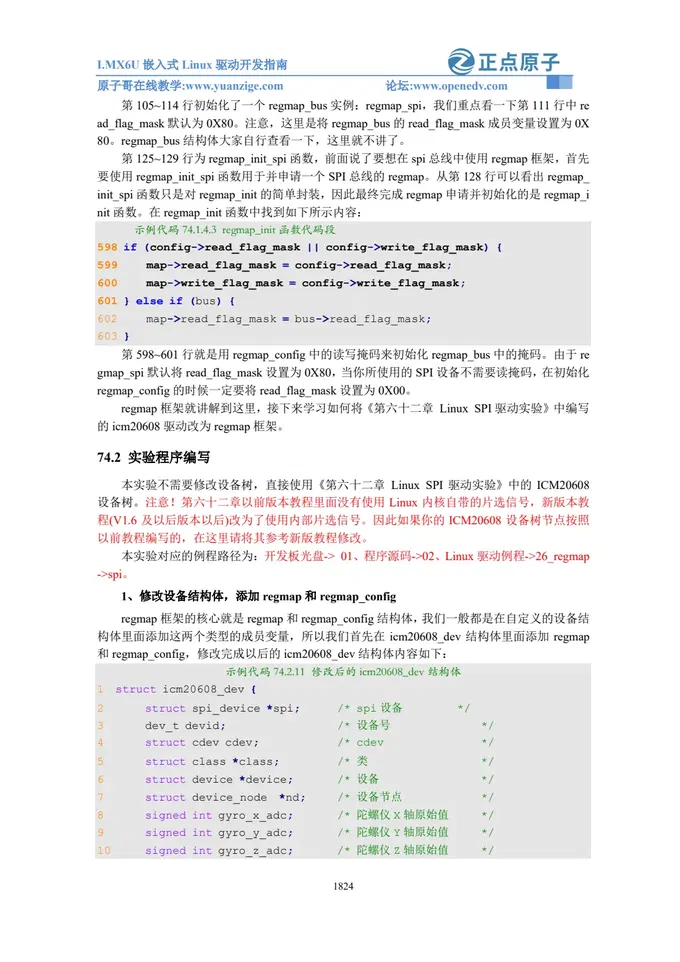 I.MX6U 嵌入式 Linux 驱动开发指南
正点原子
原子哥在线教学:www.yuanzige.com 论坛:www.openedv.com
第 105~114 行初始化了一个 regmap_bus 实例：regmap_spi，我们重点看一下第 111 行中 re
ad_flag_mask 默认为 0X80。注意，这里是将 regmap_bus 的 read_flag_mask 成员变量设置为 0X
80。regmap_bus 结构体大家自行查看一下，这里就不讲了。
第 125~129 行为 regmap_init_spi 函数，前面说了要想在 spi 总线中使用 regmap 框架，首先
要使用 regmap_init_spi 函数用于并申请一个 SPI 总线的 regmap。从第 128 行可以看出 regmap_
init_spi 函数只是对 regmap_init 的简单封装，因此最终完成 regmap 申请并初始化的是 regmap_i
nit 函数。在 regmap_init 函数中找到如下所示内容：
示例代码 74.1.4.3 regmap_init 函数代码段
598 if (config->read_flag_mask || config->write_flag_mask) {
599 map->read_flag_mask = config->read_flag_mask;
600 map->write_flag_mask = config->write_flag_mask;
601 } else if (bus) {
602 map->read_flag_mask = bus->read_flag_mask;
603 }
第 598~601 行就是用 regmap_config 中的读写掩码来初始化 regmap_bus 中的掩码。由于 re
gmap_spi 默认将 read_flag_mask 设置为 0X80，当你所使用的 SPI 设备不需要读掩码，在初始化
regmap_config 的时候一定要将 read_flag_mask 设置为 0X00。
regmap 框架就讲解到这里，接下来学习如何将《第六十二章 Linux SPI 驱动实验》中编写
的 icm20608 驱动改为 regmap 框架。
74.2 实验程序编写
本实验不需要修改设备树，直接使用《第六十二章 Linux SPI 驱动实验》中的 ICM20608
设备树。注意！第六十二章以前版本教程里面没有使用 Linux 内核自带的片选信号，新版本教
程(V1.6 及以后版本以后)改为了使用内部片选信号。因此如果你的 ICM20608 设备树节点按照
以前教程编写的，在这里请将其参考新版教程修改。
本实验对应的例程路径为：开发板光盘-> 01、程序源码->02、Linux 驱动例程->26_regmap
->spi。
1、修改设备结构体，添加 regmap 和 regmap_config
regmap 框架的核心就是 regmap 和 regmap_config 结构体，我们一般都是在自定义的设备结
构体里面添加这两个类型的成员变量，所以我们首先在 icm20608_dev 结构体里面添加 regmap
和 regmap_config，修改完成以后的 icm20608_dev 结构体内容如下：
示例代码 74.2.11 修改后的 icm20608_dev 结构体
1 struct icm20608_dev {
2 struct spi_device *spi; /* spi 设备 */
3 dev_t devid; /* 设备号 */
4 struct cdev cdev; /* cdev */
5 struct class *class; /* 类 */
6 struct device *device; /* 设备 */
7 struct device_node *nd; /* 设备节点 */
8 signed int gyro_x_adc; /* 陀螺仪 X 轴原始值 */
9 signed int gyro_y_adc; /* 陀螺仪 Y 轴原始值 */
10 signed int gyro_z_adc; /* 陀螺仪 Z 轴原始值 */
1824